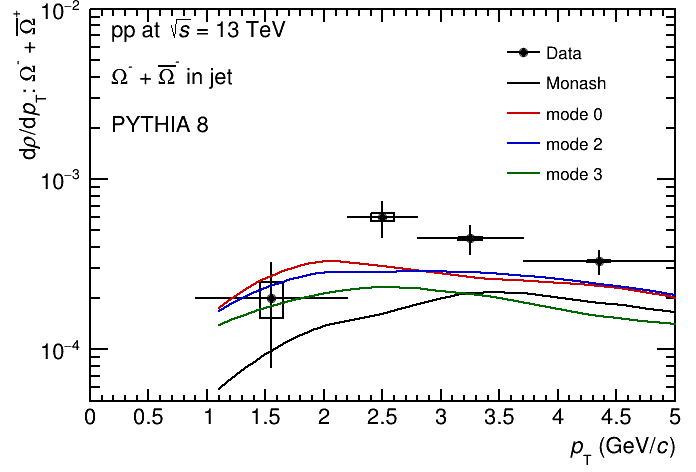 dρ/dp_T: Ω⁻ + Ω̅⁺
pp at √s = 13 TeV
Ω⁻ + Ω̅⁻ in jet
PYTHIA 8
Data
Monash
mode 0
mode 2
mode 3
10⁻²
10⁻³
10⁻⁴
0 0.5 1 1.5 2 2.5 3 3.5 4 4.5 5
p_T (GeV/c)